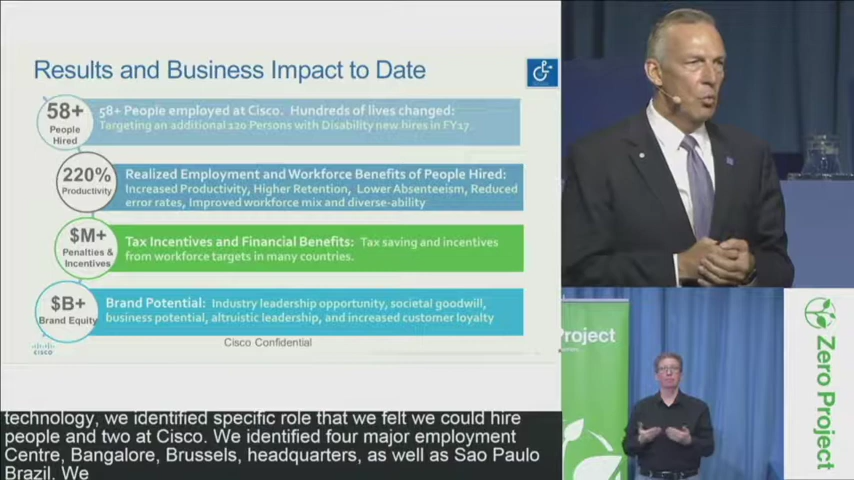 Results and Business Impact to Date
58+
People
Hired
58+ People employed at Cisco. Hundreds of lives changed:
Targeting an additional 120 Persons with Disability new hires in FY17.
220%
Productivity
Realized Employment and Workforce Benefits of People Hired:
Increased Productivity, Higher Retention, Lower Absenteeism, Reduced
error rates, Improved workforce mix and diverse-ability
$M+
Penalties &
Incentives
Tax Incentives and Financial Benefits: Tax saving and incentives
from workforce targets in many countries.
$B+
Brand Equity
Brand Potential: Industry leadership opportunity, societal goodwill,
business potential, altruistic leadership, and increased customer loyalty
CISCO
Cisco Confidential
technology, we identified specific role that we felt we could hire
people and two at Cisco. We identified four major employment
Centre, Bangalore, Brussels, headquarters, as well as Sao Paulo
Brazil. We
Project
Zero Project